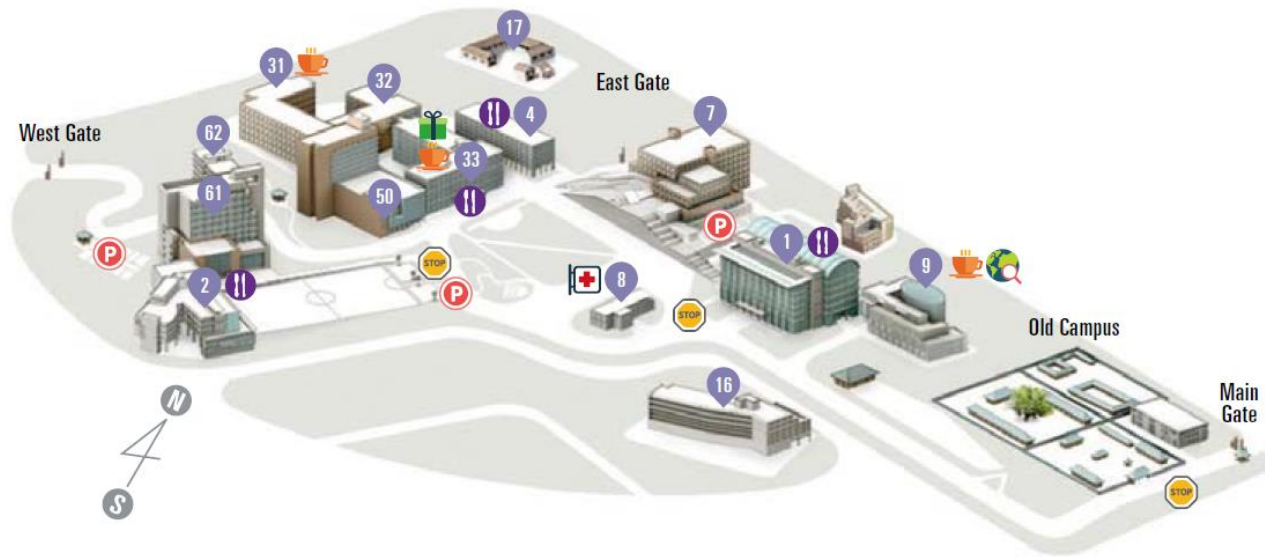 17
31
32
East Gate
4
7
West Gate
62
33
61
50
P
1
P
STOP
2
P
8
9
STOP
Old Campus
16
Main
Gate
N
S
STOP